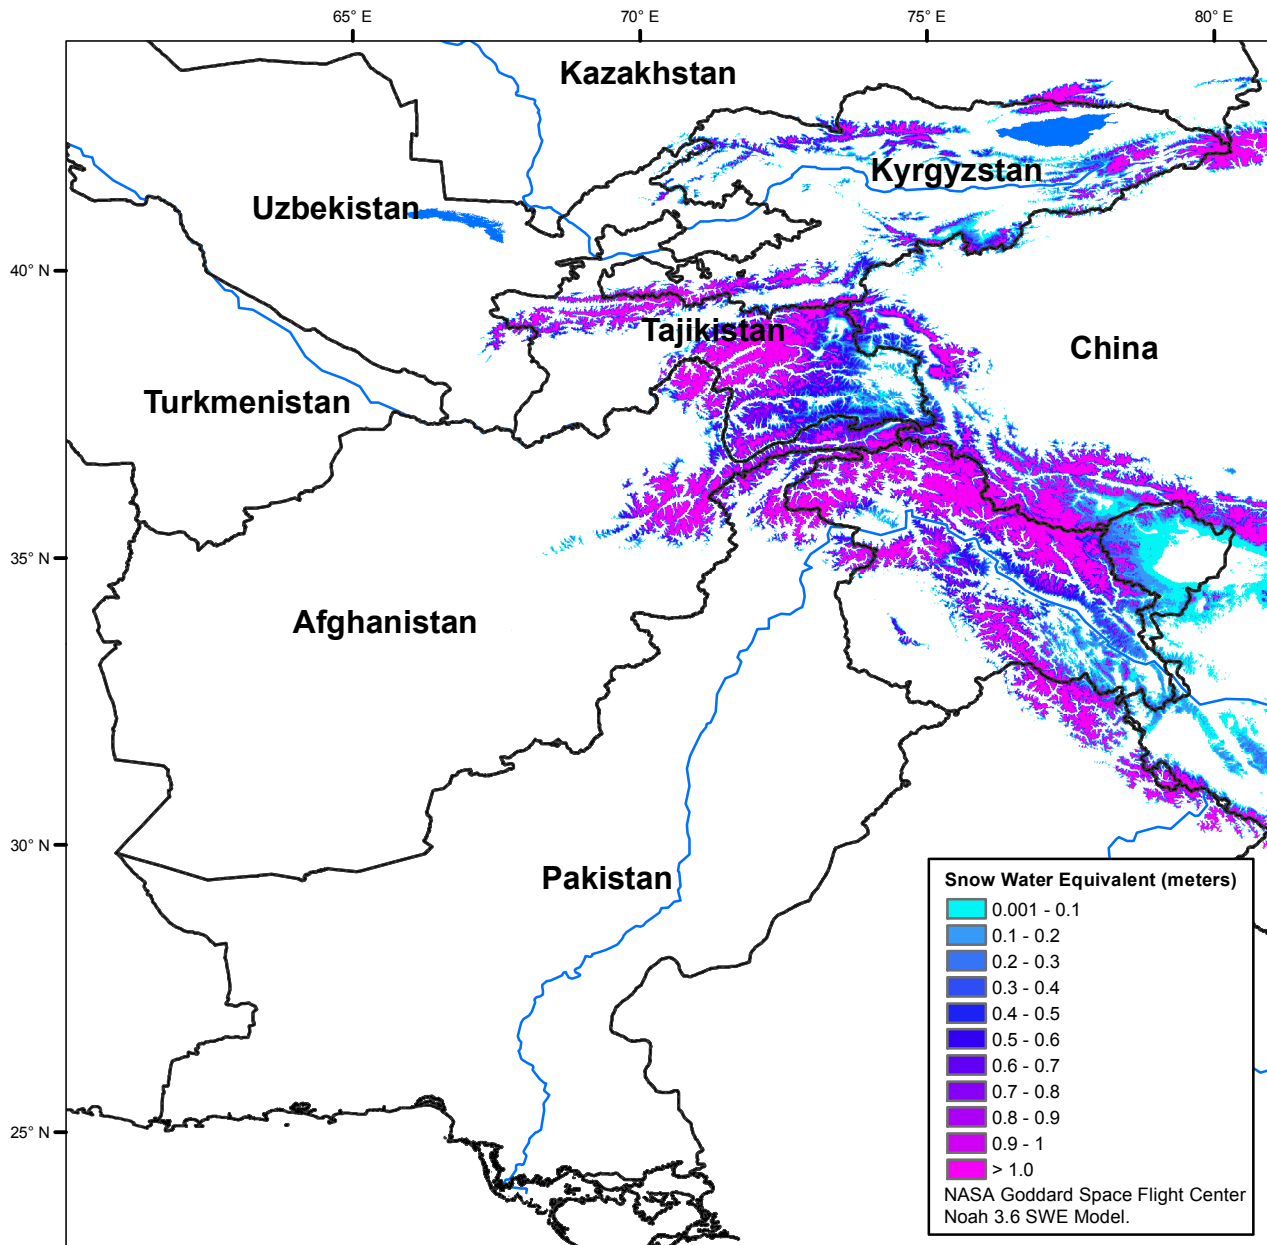 65° E
70° E
75° E
80° E
Kazakhstan
Kyrgyzstan
Uzbekistan
40° N
Tajikistan
China
Turkmenistan
35° N
Afghanistan
30° N
Pakistan
25° N
Snow Water Equivalent (meters)
0.001 - 0.1
0.1 - 0.2
0.2 - 0.3
0.3 - 0.4
0.4 - 0.5
0.5 - 0.6
0.6 - 0.7
0.7 - 0.8
0.8 - 0.9
0.9 - 1
> 1.0
NASA Goddard Space Flight Center
Noah 3.6 SWE Model.